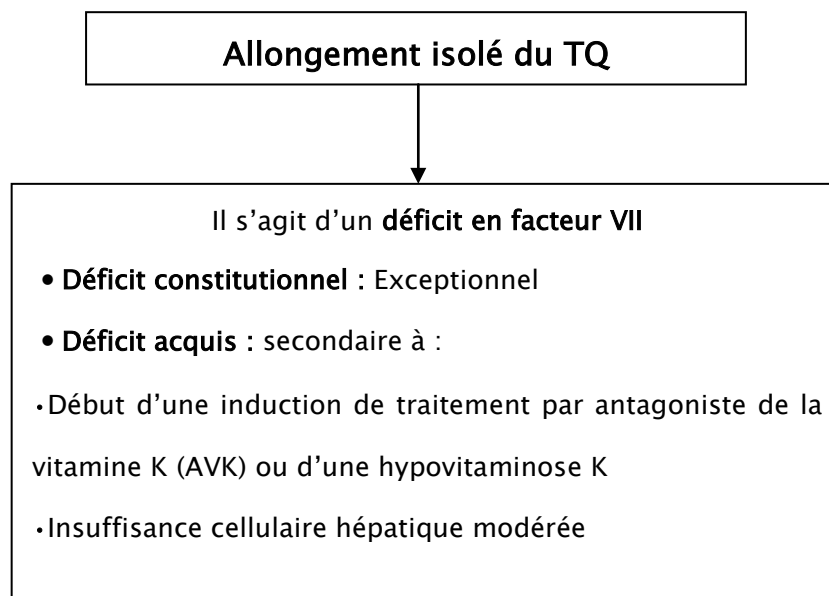 Allongement isolé du TQ
Il s’agit d’un déficit en facteur VII
• Déficit constitutionnel : Exceptionnel
• Déficit acquis : secondaire à :
·Début d’une induction de traitement par antagoniste de la
vitamine K (AVK) ou d’une hypovitaminose K
·Insuffisance cellulaire hépatique modérée